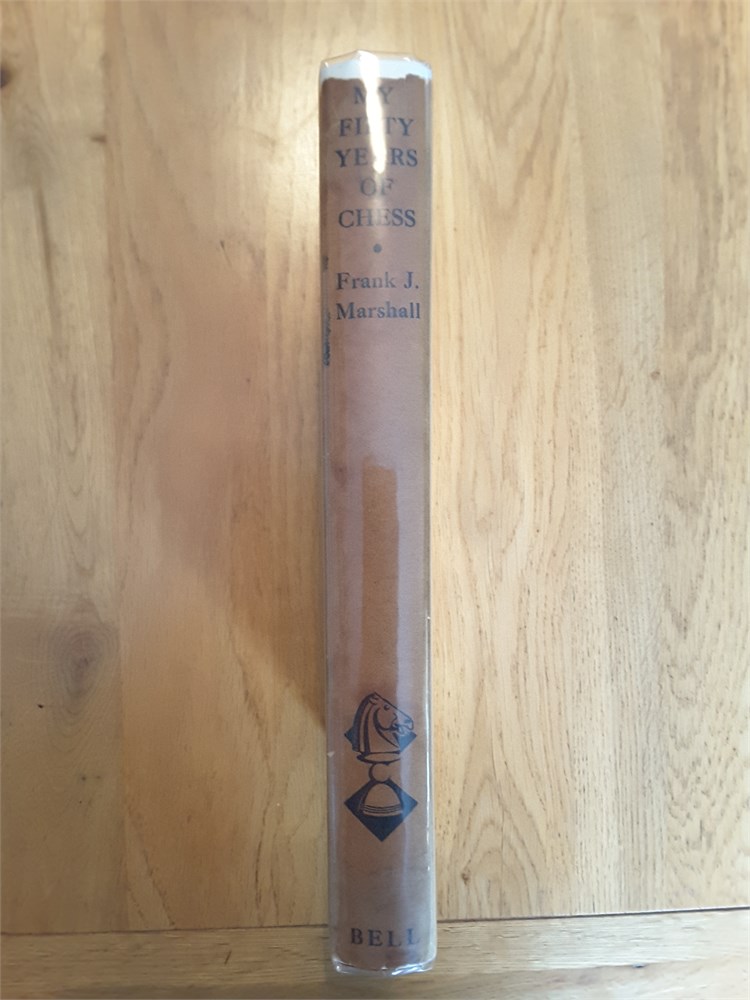 MY
FIFTY
YEARS
OF
CHESS
Frank J.
Marshall
BELL